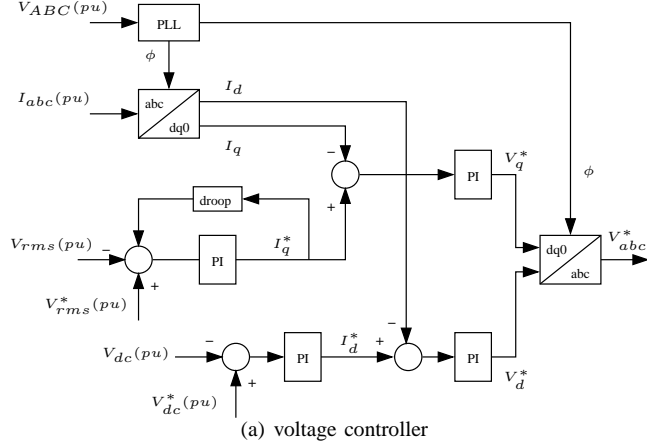 V_ABC(pu)
PLL
ϕ
I_abc(pu)
abc
dq0
I_d
I_q
−
+
PI
V_q^*
ϕ
droop
V_rms(pu)
−
+
PI
I_q^*
V_rms^*(pu)
dq0
abc
V_abc^*
V_dc(pu)
−
+
PI
I_d^*
−
+
PI
V_d^*
V_dc^*(pu)
(a) voltage controller